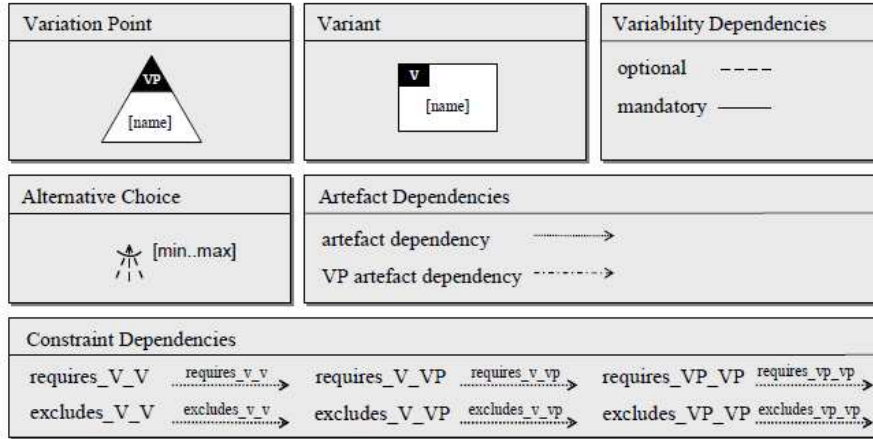 Variation Point
VP
[name]
Variant
V
[name]
Variability Dependencies
optional
mandatory
Alternative Choice
[min..max]
Artefact Dependencies
artefact dependency
VP artefact dependency
Constraint Dependencies
requires_V_V requires_v_v requires_V_VP requires_v_vp requires_VP_VP requires_vp_vp
excludes_V_V excludes_v_v excludes_V_VP excludes_v_vp excludes_VP_VP excludes_vp_vp